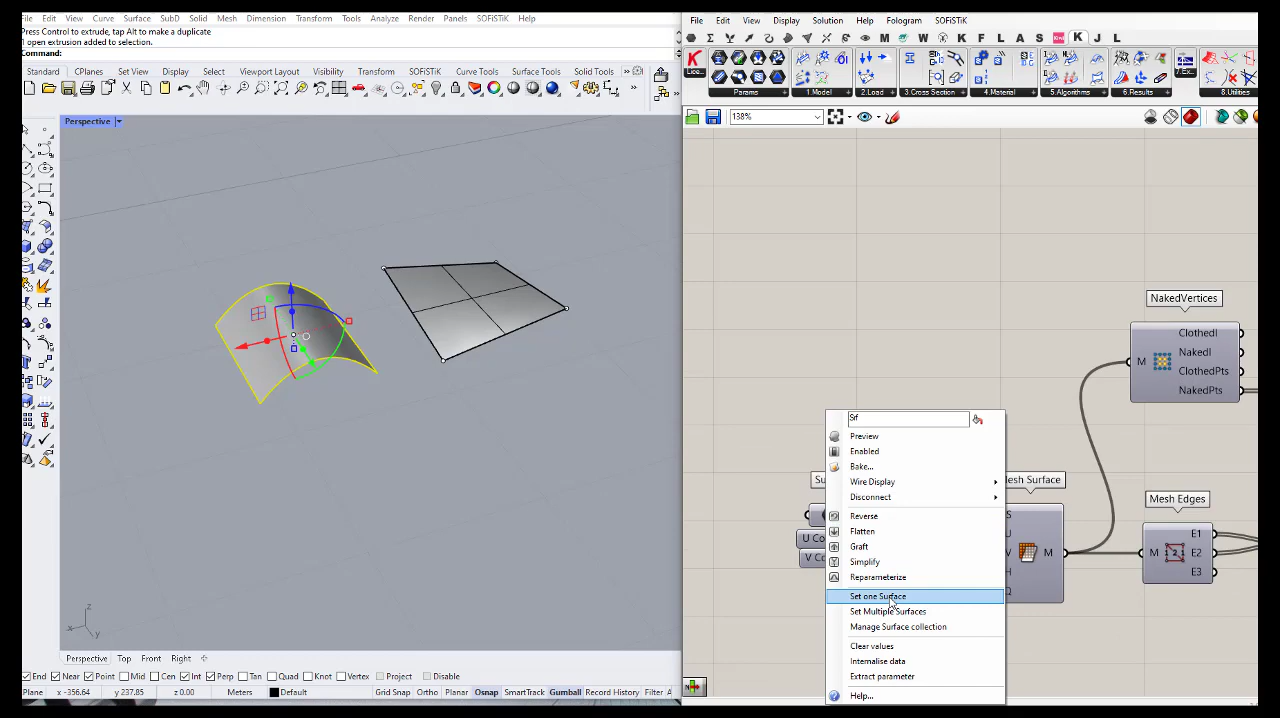 File Edit View Curve Surface SubD Solid Mesh Dimension Transform Tools Analyze Render Panels SOFiSTiK Window Help
Press Control to extrude, tap Alt to make a duplicate
1 open extrusion added to selection.
Command:
Standard CPlanes Set View Display Select Viewport Layout Visibility Transform SOFiSTiK Curve Tools Surface Tools Solid Tools
Perspective
z
x
y
Perspective Top Front Right
End Near Point Mid Cen Int Perp Tan Quad Knot Vertex Project Disable
Plane x -356.64 y 237.85 z 0.00 Meters Default Grid Snap Ortho Planar Osnap SmartTrack Gumball Record History Filter
File Edit View Display Solution Help Fologram SOFiSTiK
K F L A S K J L
Lice...
Params 1.Model 2.Load 3.Cross Section 4.Material 5.Algorithms 6.Results 7.Ex... 8.Utilities
138%
NakedVertices
M
ClothedI
NakedI
ClothedPts
NakedPts
Mesh Surface
S
U
V
H
Q
M
Mesh Edges
M
E1
E2
E3
Su
U Co
V Co
Srf
Preview
Enabled
Bake...
Wire Display
Disconnect
Reverse
Flatten
Graft
Simplify
Reparameterize
Set one Surface
Set Multiple Surfaces
Manage Surface collection
Clear values
Internalise data
Extract parameter
Help...